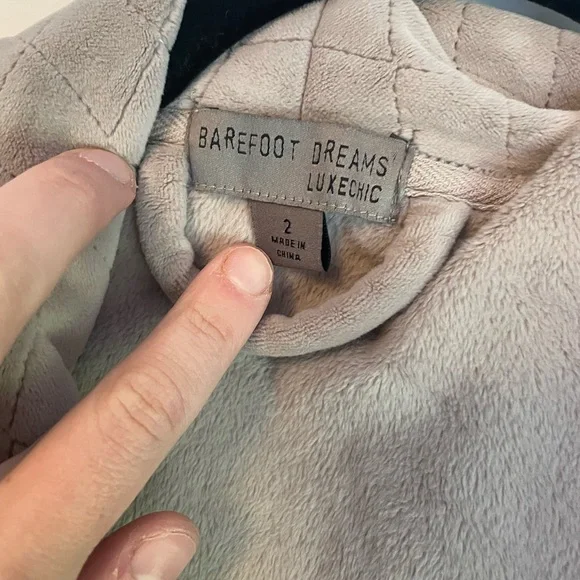 BAREFOOT DREAMS
LUXECHIC
2
MADE IN
CHINA